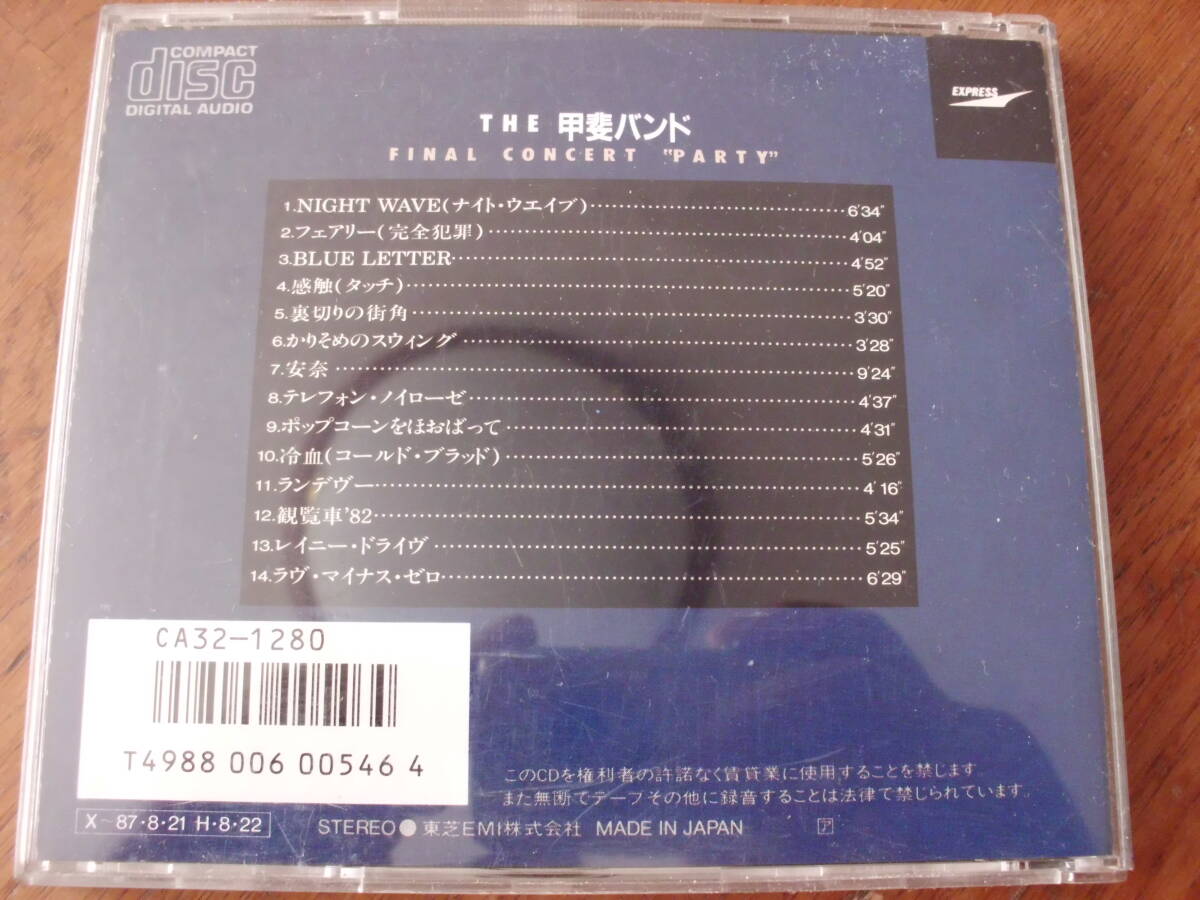 COMPACT
disc
DIGITAL AUDIO
EXPRESS
THE 甲斐バンド
FINAL CONCERT "PARTY"
1.NIGHT WAVE(ナイト・ウエイブ)………6'34"
2.フェアリー(完全犯罪)………4'04"
3.BLUE LETTER………4'52"
4.感触(タッチ)………5'20"
5.裏切りの街角………3'30"
6.かりそめのスウィング………3'28"
7.安奈………9'24"
8.テレフォン・ノイローゼ………4'37"
9.ポップコーンをほおばって………4'31"
10.冷血(コールド・ブラッド)………5'26"
11.ランデヴー………4'16"
12.観覧車'82………5'34"
13.レイニー・ドライヴ………5'25"
14.ラヴ・マイナス・ゼロ………6'29"
CA32-1280
T4988 006 005464
このCDを権利者の許諾なく賃貸業に使用することを禁じます。
また無断でテープその他に録音することは法律で禁じられています。
X~87・8・21 H・8・22 STEREO● 東芝EMI株式会社 MADE IN JAPAN ア